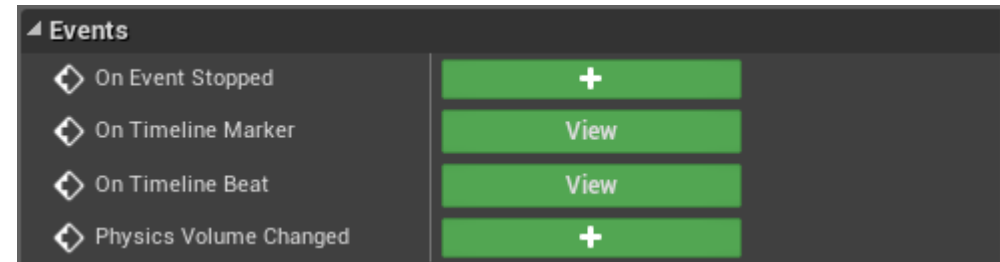 Events
On Event Stopped +
On Timeline Marker View
On Timeline Beat View
Physics Volume Changed +